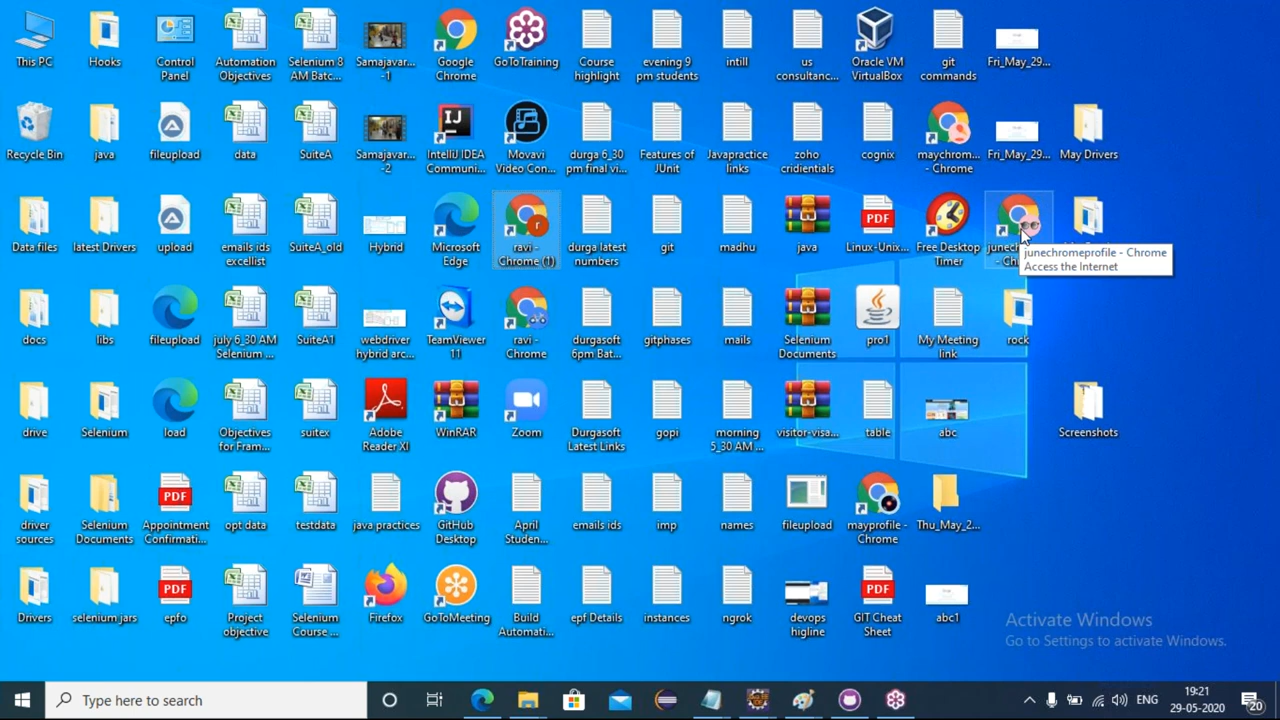 This PC
Hooks
Control
Panel
Automation
Objectives
Selenium 8
AM Batc...
Samajavar...
-1
Google
Chrome
GoToTraining
Course
highlight
evening 9
pm students
intill
us
consultanc...
Oracle VM
VirtualBox
git
commands
Fri_May_29...
Recycle Bin
java
fileupload
data
SuiteA
Samajavar...
-2
IntelliJ IDEA
Communi...
Movavi
Video Con...
durga 6_30
pm final vi...
Features of
JUnit
Javapractice
links
zoho
cridientials
cognix
maychrom...
- Chrome
Fri_May_29...
May Drivers
Data files
latest Drivers
upload
emails ids
excellist
SuiteA_old
Hybrid
Microsoft
Edge
ravi -
Chrome (1)
durga latest
numbers
git
madhu
java
Linux-Unix...
Free Desktop
Timer
junechromeprofile - Chrome
Access the Internet
docs
libs
fileupload
july 6_30 AM
Selenium ...
SuiteA1
webdriver
hybrid arc...
TeamViewer
11
ravi -
Chrome
durgasoft
6pm Bat...
gitphases
mails
Selenium
Documents
pro1
My Meeting
link
rock
drive
Selenium
load
Objectives
for Fram...
suitex
Adobe
Reader XI
WinRAR
Zoom
Durgasoft
Latest Links
gopi
morning
5_30 AM ...
visitor-visa...
table
abc
Screenshots
driver
sources
Selenium
Documents
Appointment
Confirmati...
opt data
testdata
java practices
GitHub
Desktop
April
Studen...
emails ids
imp
names
fileupload
mayprofile -
Chrome
Thu_May_2...
Drivers
selenium jars
epfo
Project
objective
Selenium
Course ...
Firefox
GoToMeeting
Build
Automati...
epf Details
instances
ngrok
devops
higline
GIT Cheat
Sheet
abc1
Activate Windows
Go to Settings to activate Windows.
Type here to search
ENG
19:21
29-05-2020
20